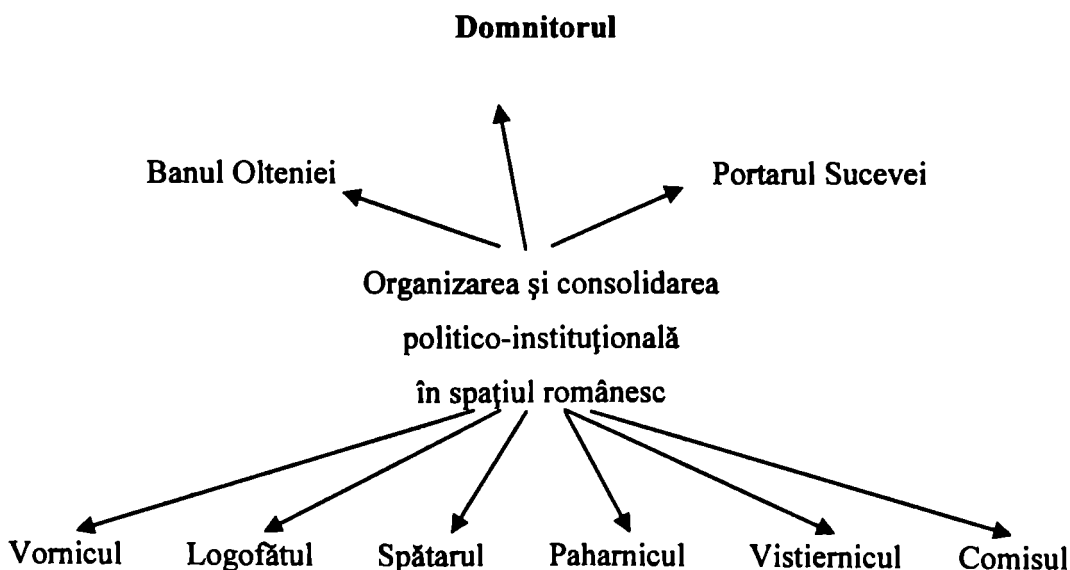 Domnitorul
Banul Olteniei
Portarul Sucevei
Organizarea şi consolidarea
politico-instituţională
în spaţiul românesc
Vornicul Logofătul Spătarul Paharnicul Vistiernicul Comisul